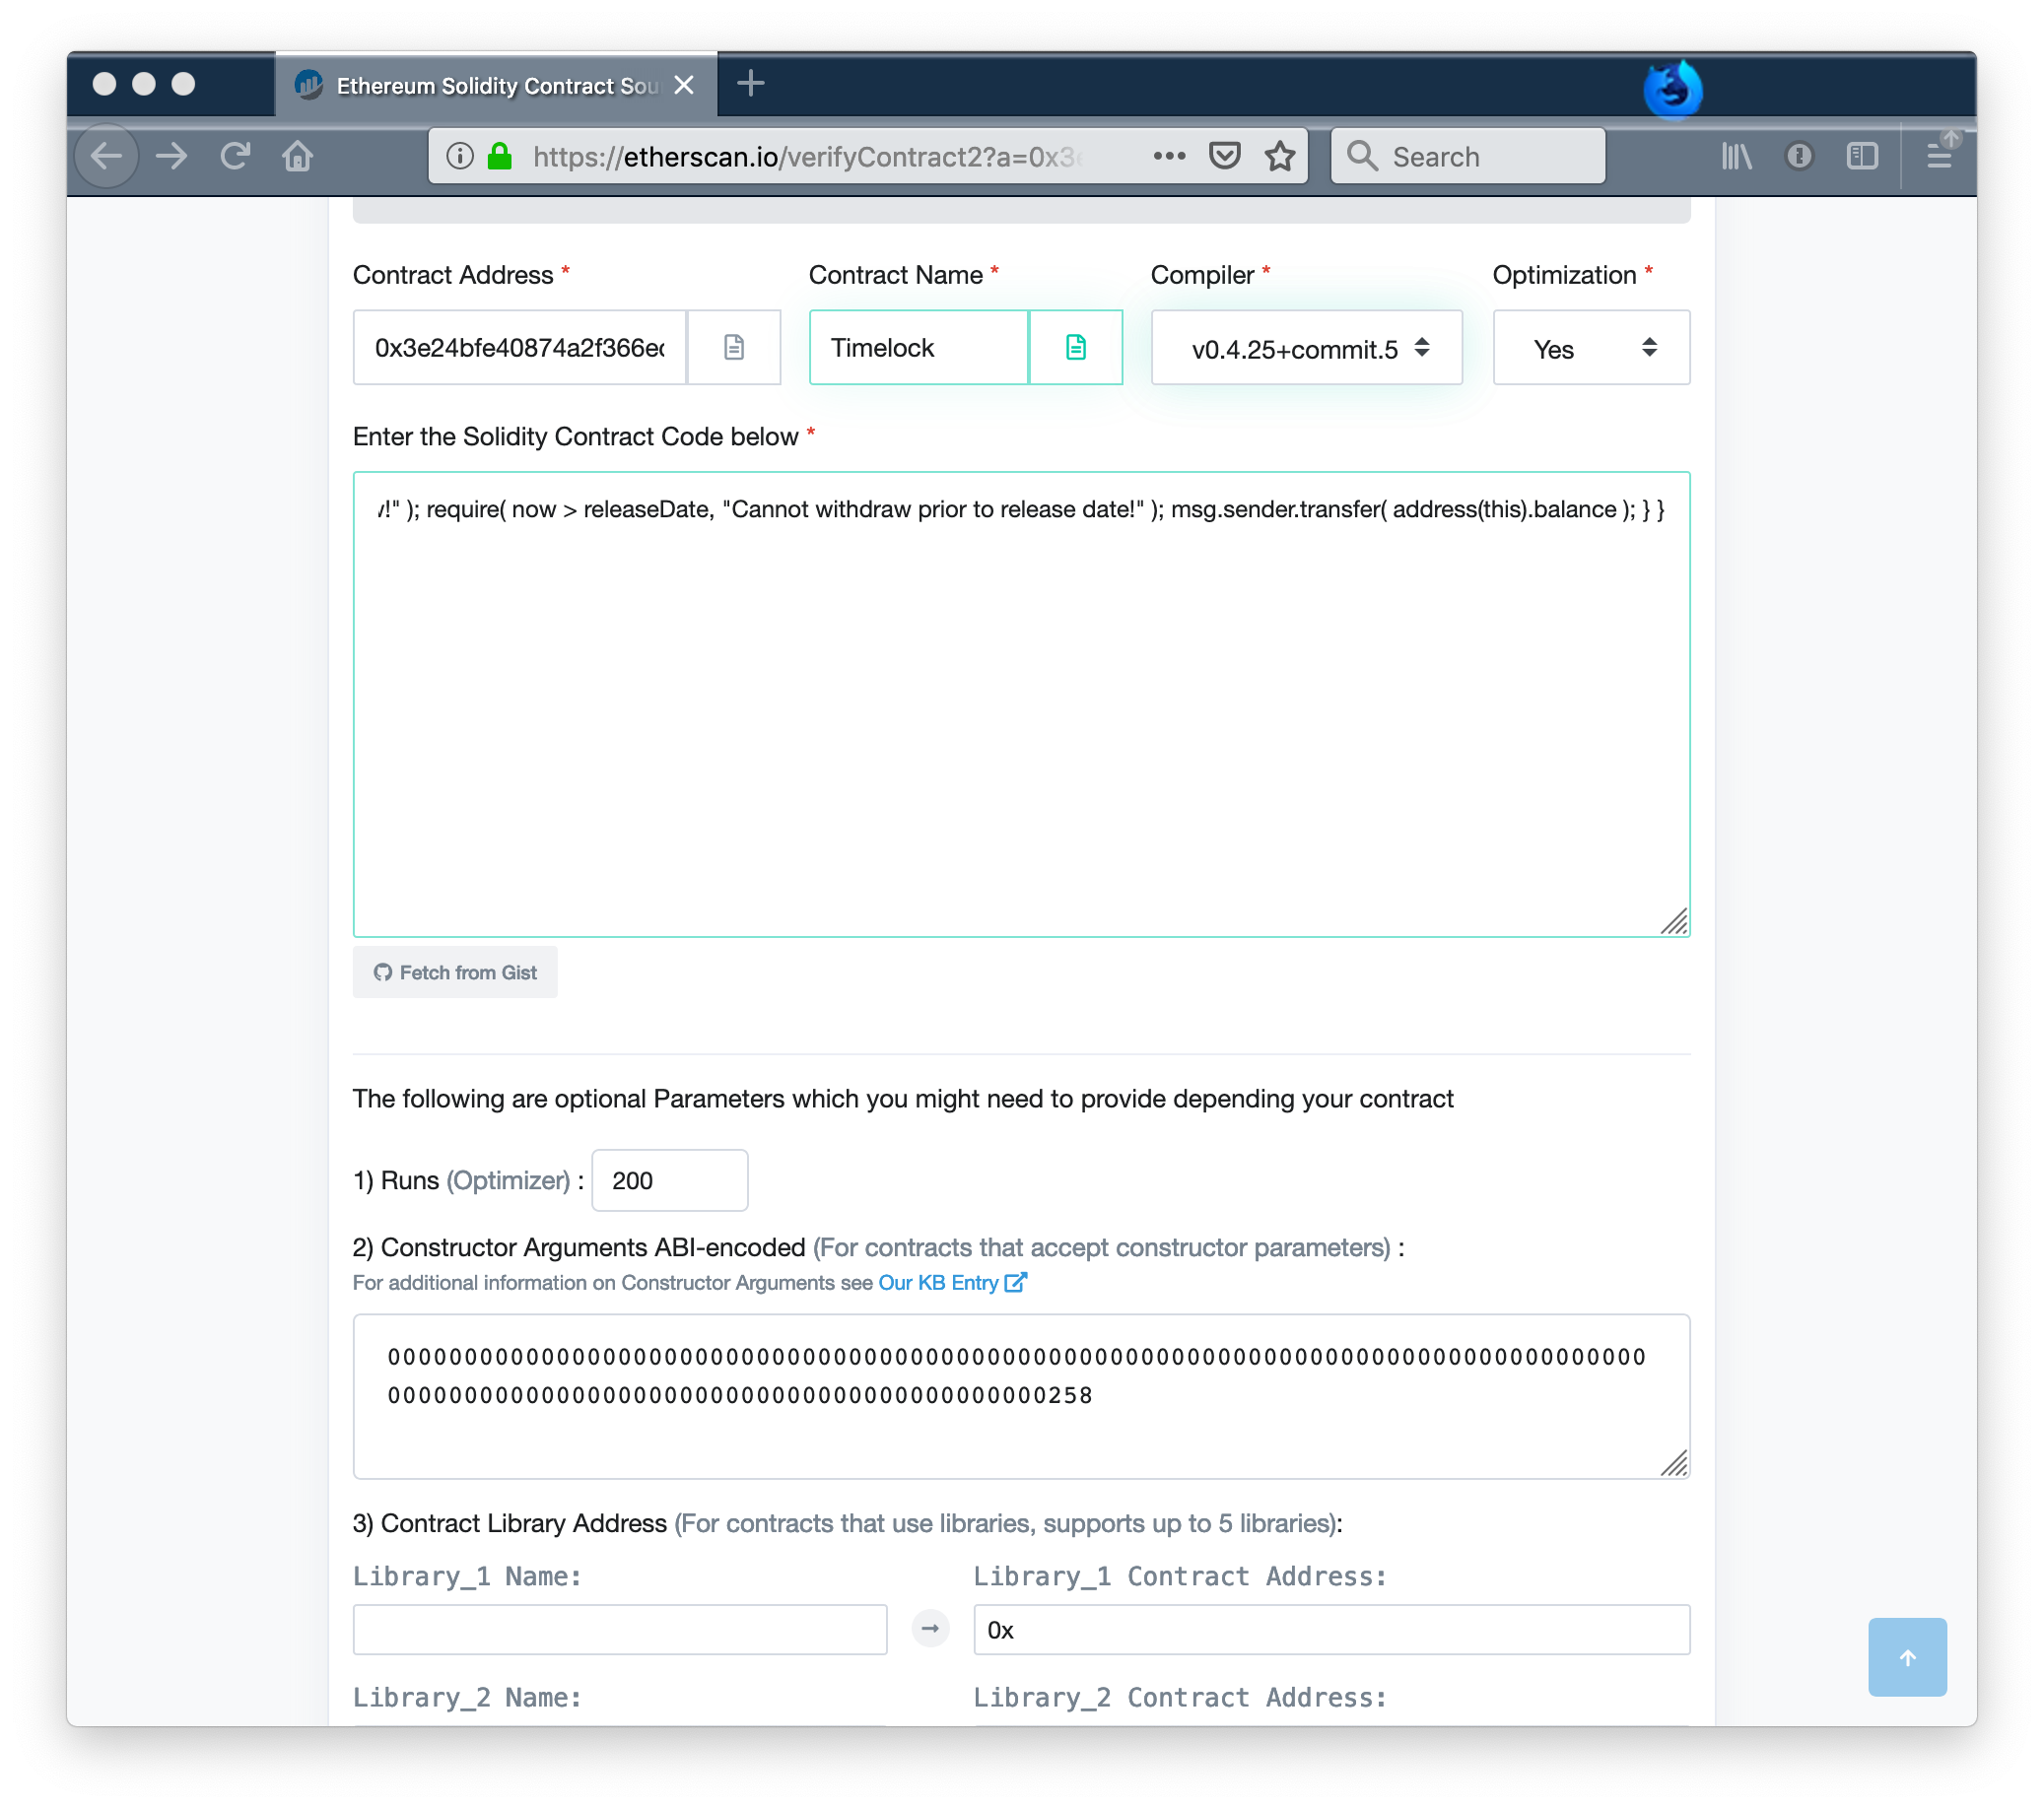 Ethereum Solidity Contract Sou
https://etherscan.io/verifyContract2?a=0x3e
Search
Contract Address *
Contract Name *
Compiler *
Optimization *
0x3e24bfe40874a2f366ec
Timelock
v0.4.25+commit.5
Yes
Enter the Solidity Contract Code below *
!" ); require( now > releaseDate, "Cannot withdraw prior to release date!" ); msg.sender.transfer( address(this).balance ); } }
Fetch from Gist
The following are optional Parameters which you might need to provide depending your contract
1) Runs (Optimizer) : 200
2) Constructor Arguments ABI-encoded (For contracts that accept constructor parameters) :
For additional information on Constructor Arguments see Our KB Entry
0000000000000000000000000000000000000000000000000000000000000000000000000000000000
0000000000000000000000000000000000000000000258
3) Contract Library Address (For contracts that use libraries, supports up to 5 libraries):
Library_1 Name:
Library_1 Contract Address:
0x
Library_2 Name:
Library_2 Contract Address: